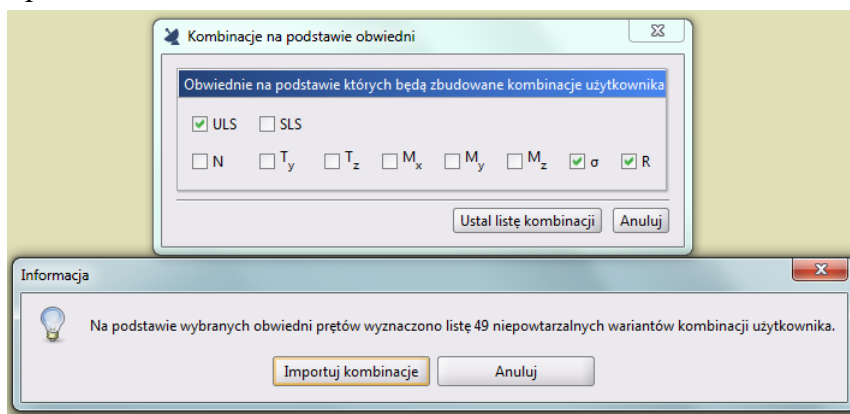 Kombinacje na podstawie obwiedni
Obwiednie na podstawie których będą zbudowane kombinacje użytkownika
ULS SLS
N Ty Tz Mx My Mz σ R
Ustal listę kombinacji Anuluj
Informacja
Na podstawie wybranych obwiedni prętów wyznaczono listę 49 niepowtarzalnych wariantów kombinacji użytkownika.
Importuj kombinacje Anuluj